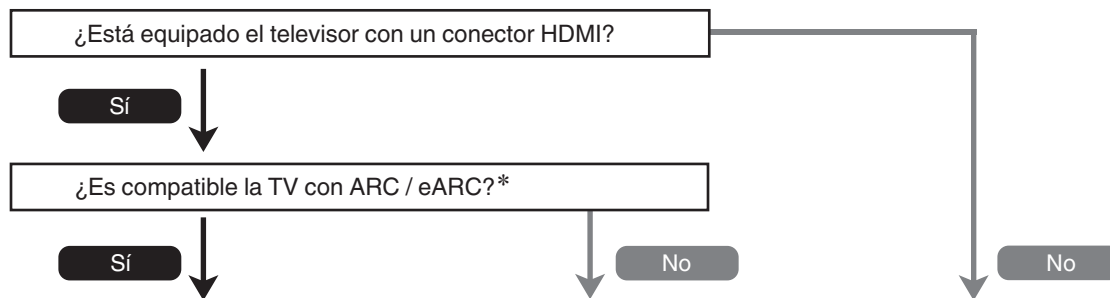 ¿Está equipado el televisor con un conector HDMI?
Sí
¿Es compatible la TV con ARC / eARC?*
Sí
No
No